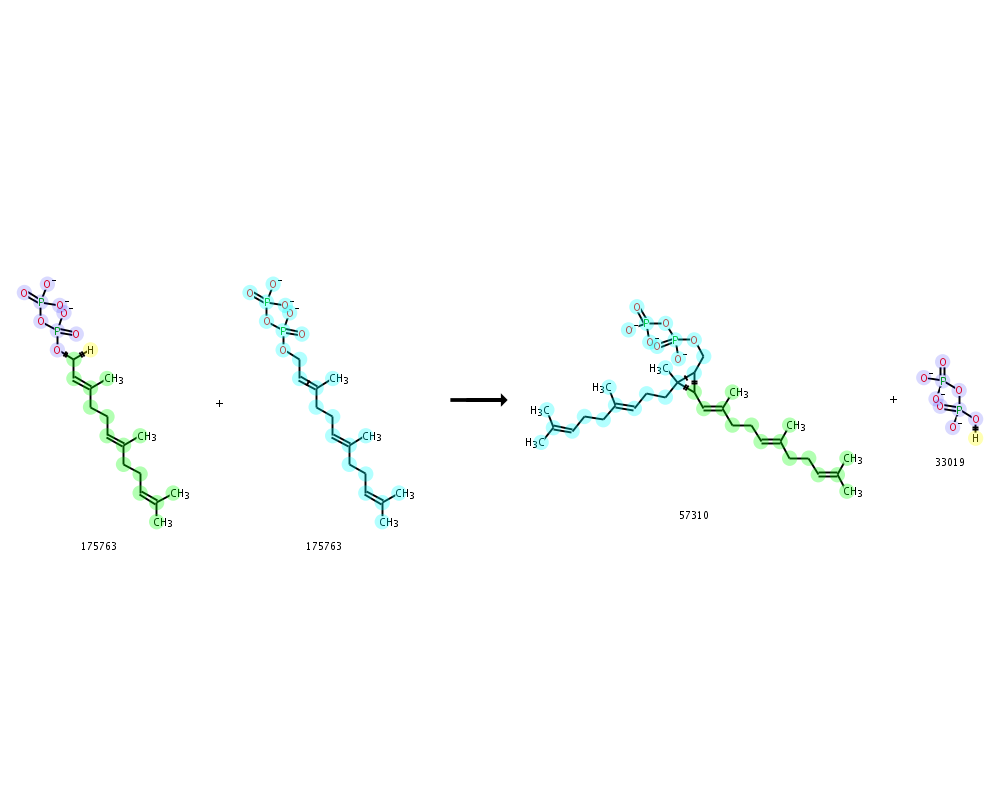 O O⁻ P O⁻ O⁻ O P O O H CH₃ CH₃ CH₃ CH₃
175763
+
O O⁻ P O⁻ O O P O O CH₃ CH₃ CH₃ CH₃
175763
O P O O⁻ O⁻ O P O O⁻ H₃C H₃C H₃C H₃C CH₃ CH₃ CH₃ CH₃
57310
+
O O⁻ P O O⁻ O P O O⁻ H
33019